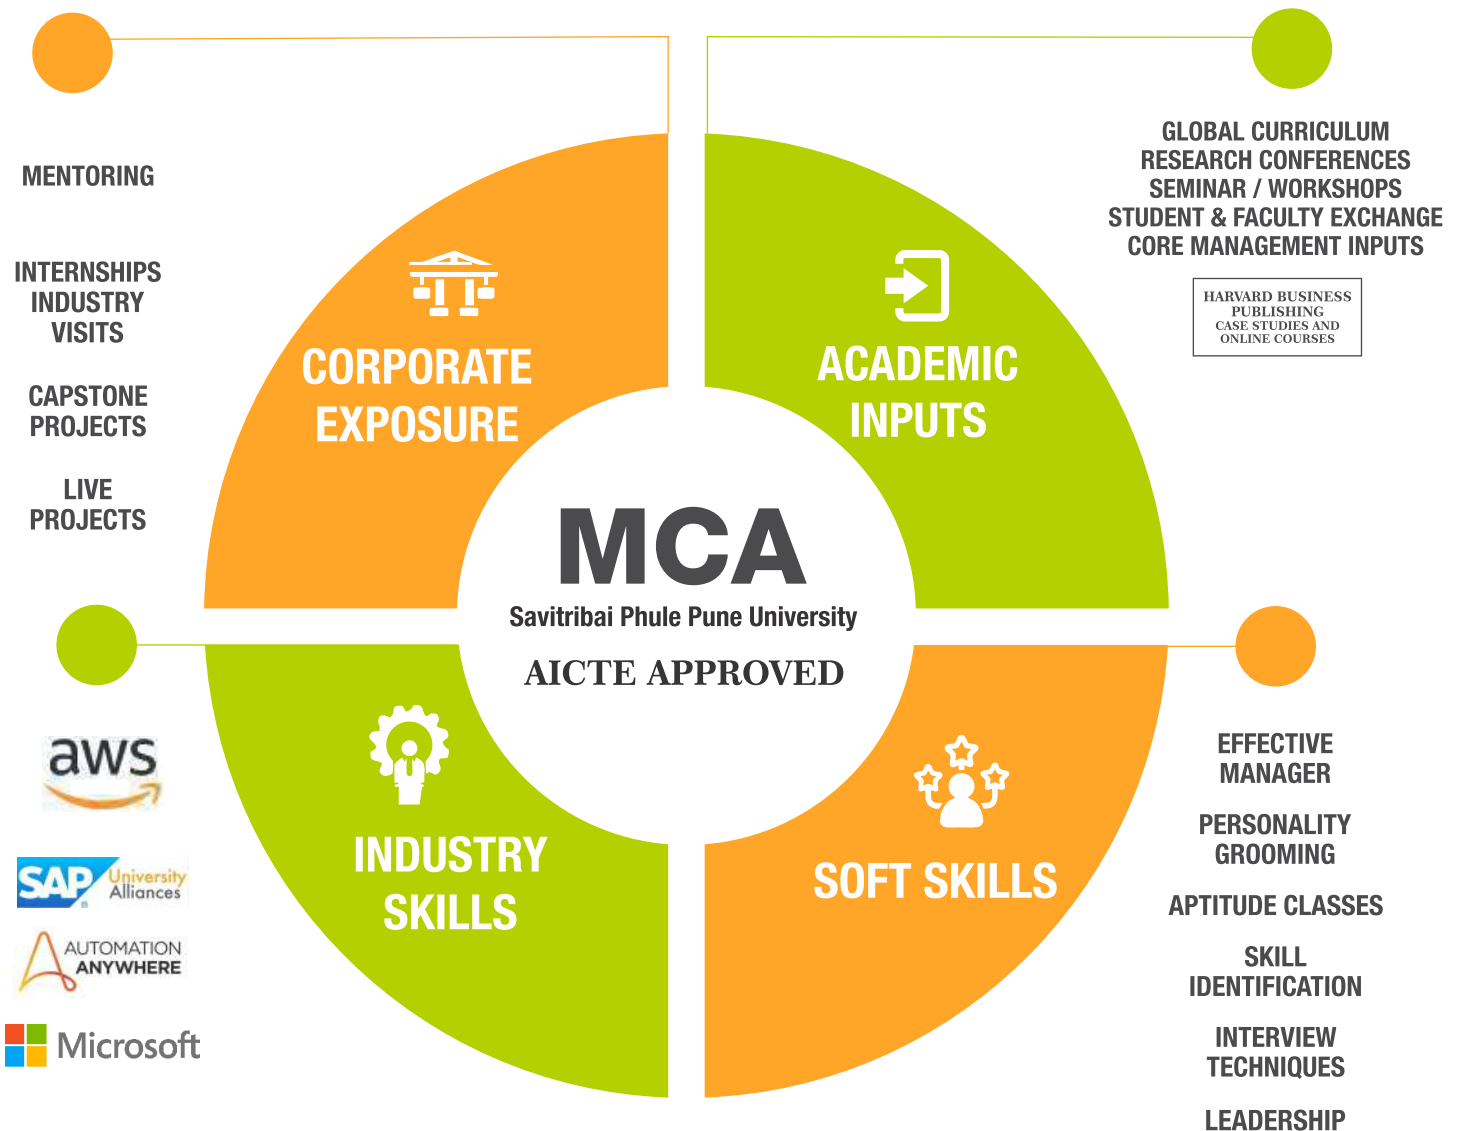 MENTORING
INTERNSHIPS
INDUSTRY
VISITS
CAPSTONE
PROJECTS
LIVE
PROJECTS
CORPORATE
EXPOSURE
ACADEMIC
INPUTS
GLOBAL CURRICULUM
RESEARCH CONFERENCES
SEMINAR / WORKSHOPS
STUDENT & FACULTY EXCHANGE
CORE MANAGEMENT INPUTS
HARVARD BUSINESS
PUBLISHING
CASE STUDIES AND
ONLINE COURSES
MCA
Savitribai Phule Pune University
AICTE APPROVED
aws
SAP University
Alliances
AUTOMATION
ANYWHERE
Microsoft
INDUSTRY
SKILLS
SOFT SKILLS
EFFECTIVE
MANAGER
PERSONALITY
GROOMING
APTITUDE CLASSES
SKILL
IDENTIFICATION
INTERVIEW
TECHNIQUES
LEADERSHIP